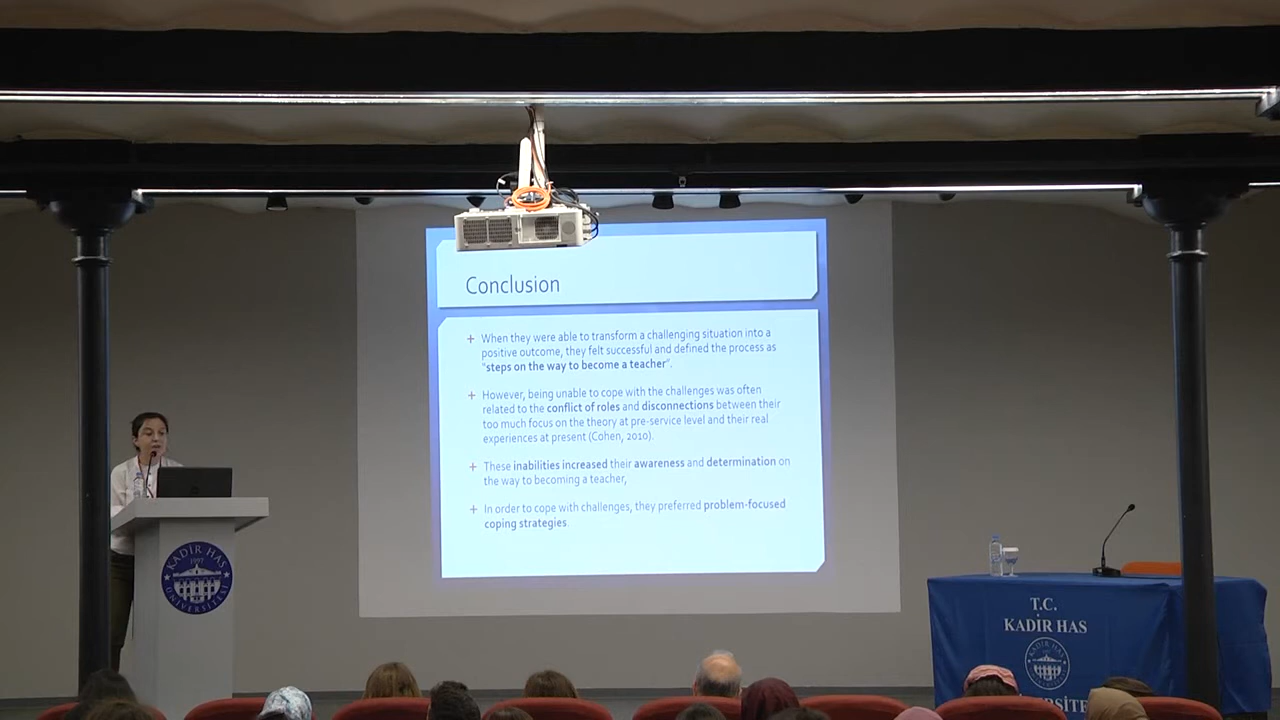 Conclusion
+ When they were able to transform a challenging situation into a
positive outcome, they felt successful and defined the process as
"steps on the way to become a teacher".
+ However, being unable to cope with the challenges was often
related to the conflict of roles and disconnections between their
too much focus on the theory at pre-service level and their real
experiences at present (Cohen, 2010).
+ These inabilities increased their awareness and determination on
the way to becoming a teacher,
+ In order to cope with challenges, they preferred problem-focused
coping strategies.
KADİR HAS
1997
ÜNİVERSİTESİ
T.C.
KADİR HAS